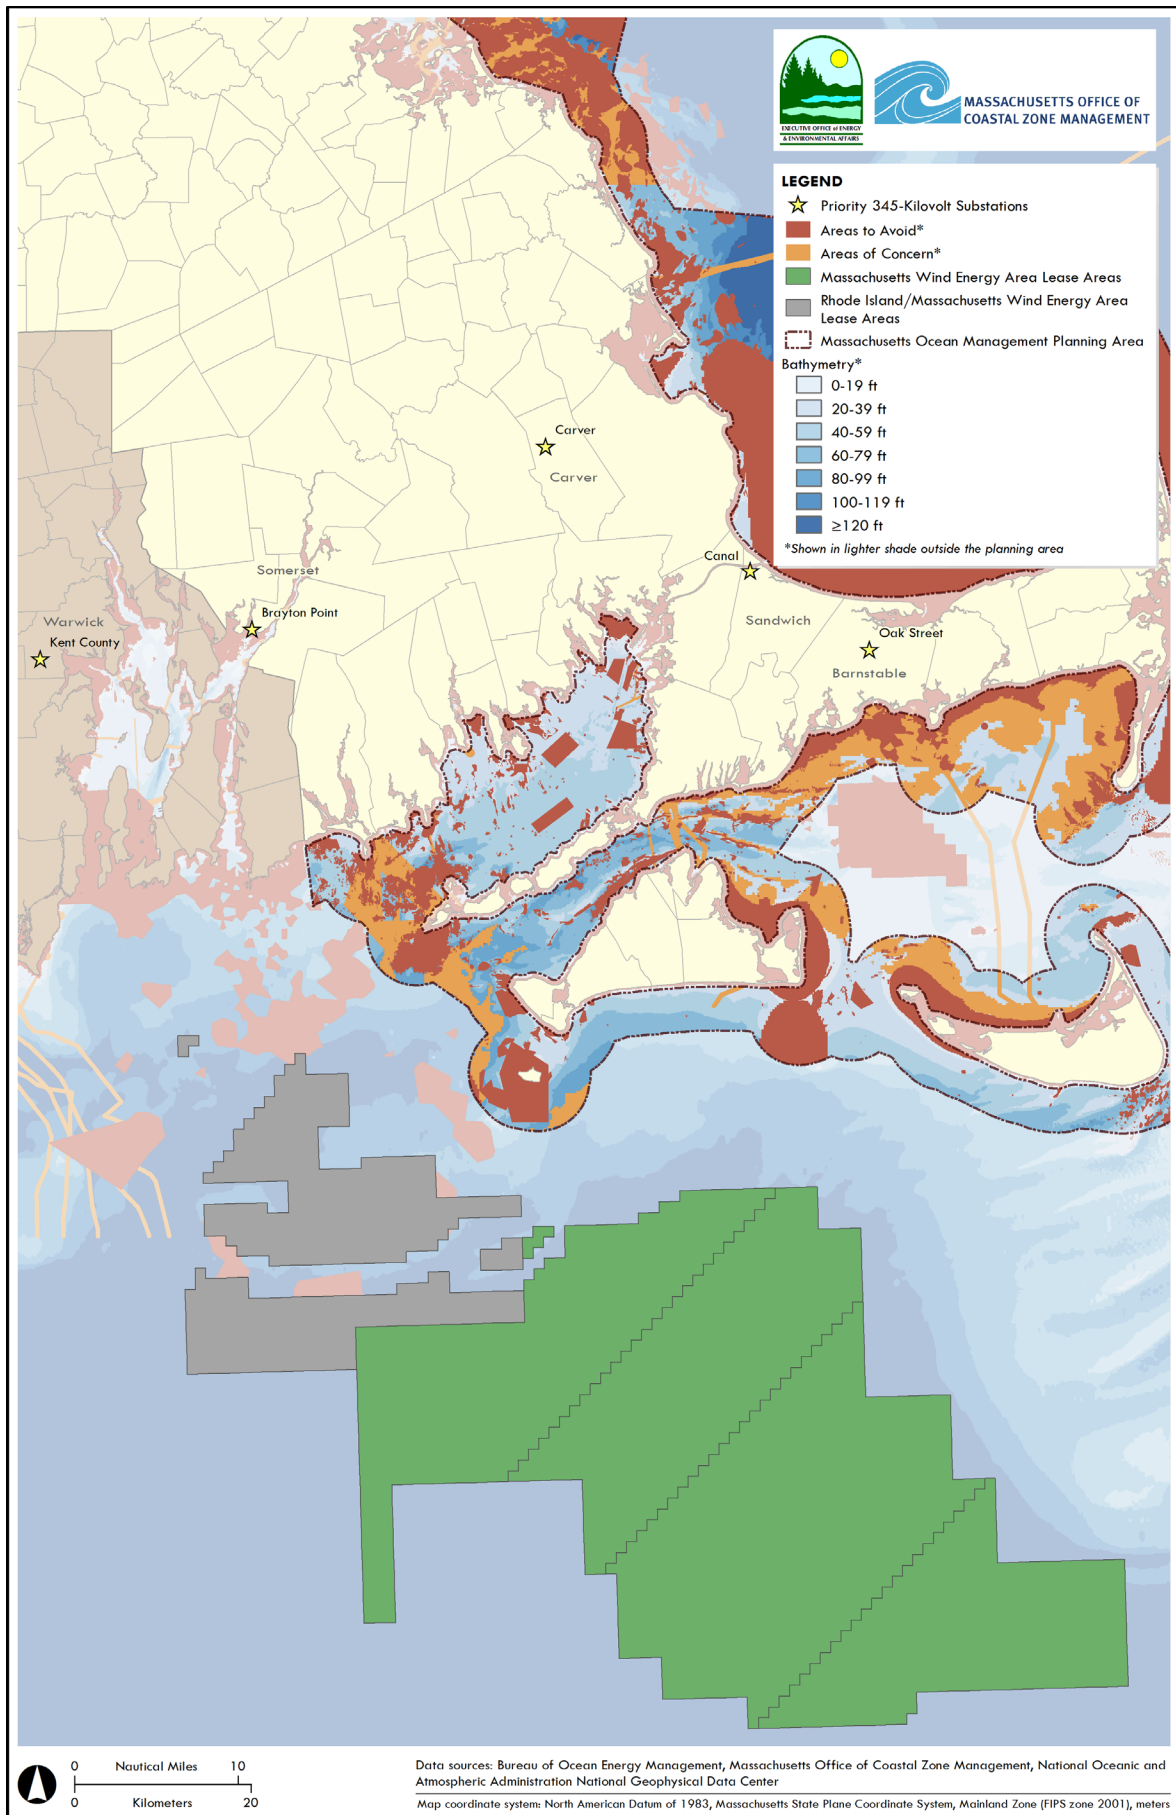 EXECUTIVE OFFICE of ENERGY
& ENVIRONMENTAL AFFAIRS
MASSACHUSETTS OFFICE OF
COASTAL ZONE MANAGEMENT
LEGEND
Priority 345-Kilovolt Substations
Areas to Avoid*
Areas of Concern*
Massachusetts Wind Energy Area Lease Areas
Rhode Island/Massachusetts Wind Energy Area
Lease Areas
Massachusetts Ocean Management Planning Area
Bathymetry*
0-19 ft
20-39 ft
40-59 ft
60-79 ft
80-99 ft
100-119 ft
≥120 ft
*Shown in lighter shade outside the planning area
Carver
Carver
Canal
Somerset
Brayton Point
Warwick
Kent County
Sandwich
Oak Street
Barnstable
0 Nautical Miles 10
0 Kilometers 20
Data sources: Bureau of Ocean Energy Management, Massachusetts Office of Coastal Zone Management, National Oceanic and
Atmospheric Administration National Geophysical Data Center
Map coordinate system: North American Datum of 1983, Massachusetts State Plane Coordinate System, Mainland Zone (FIPS zone 2001), meters